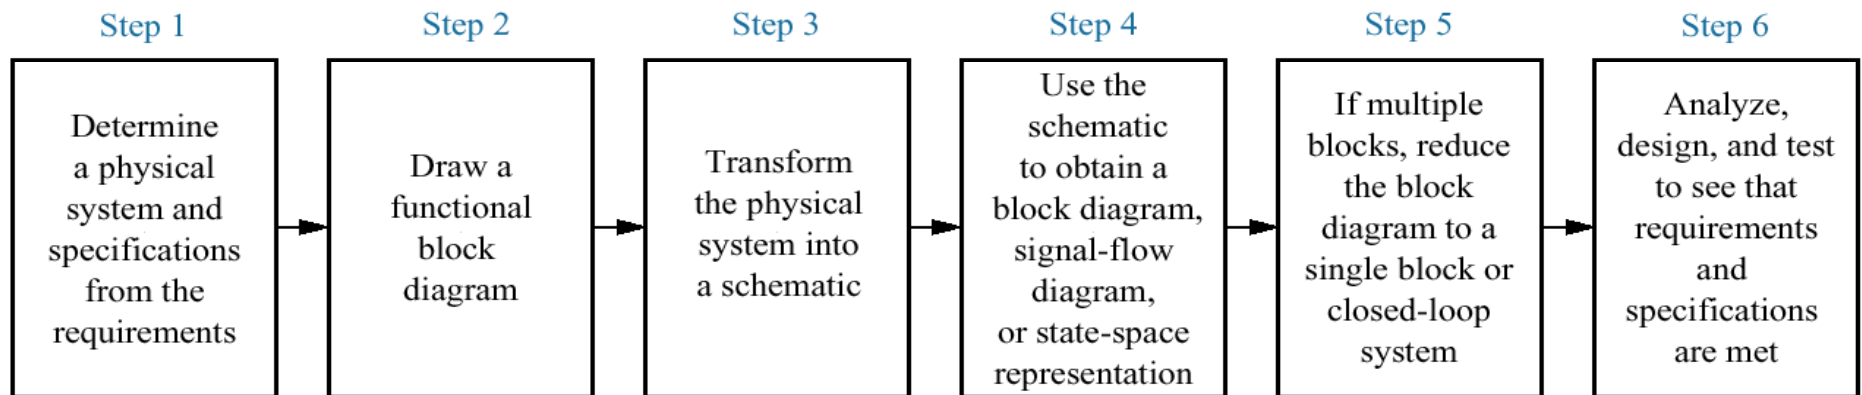 Step 1
Determine
a physical
system and
specifications
from the
requirements
Step 2
Draw a
functional
block
diagram
Step 3
Transform
the physical
system into
a schematic
Step 4
Use the
schematic
to obtain a
block diagram,
signal-flow
diagram,
or state-space
representation
Step 5
If multiple
blocks, reduce
the block
diagram to a
single block or
closed-loop
system
Step 6
Analyze,
design, and test
to see that
requirements
and
specifications
are met